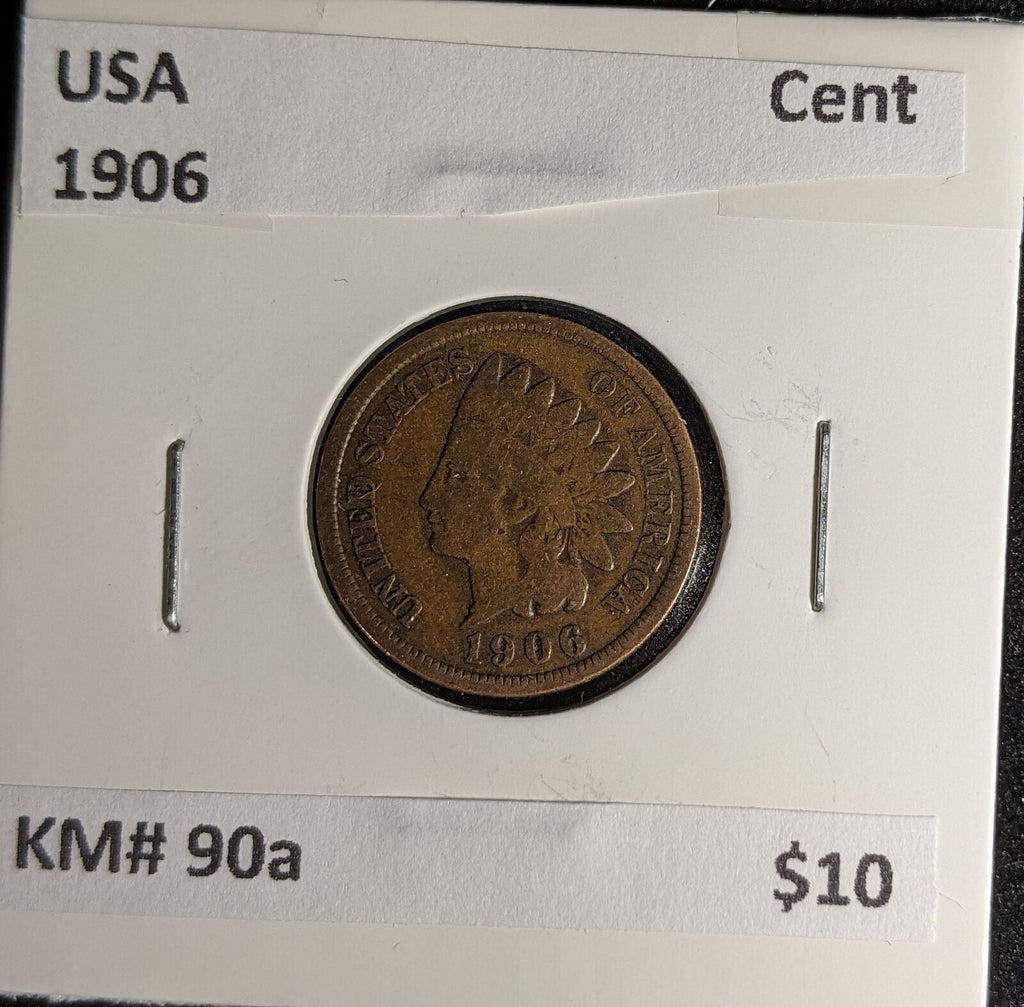 USA
Cent
1906
UNITED STATES OF AMERICA
1906
KM# 90a
$10